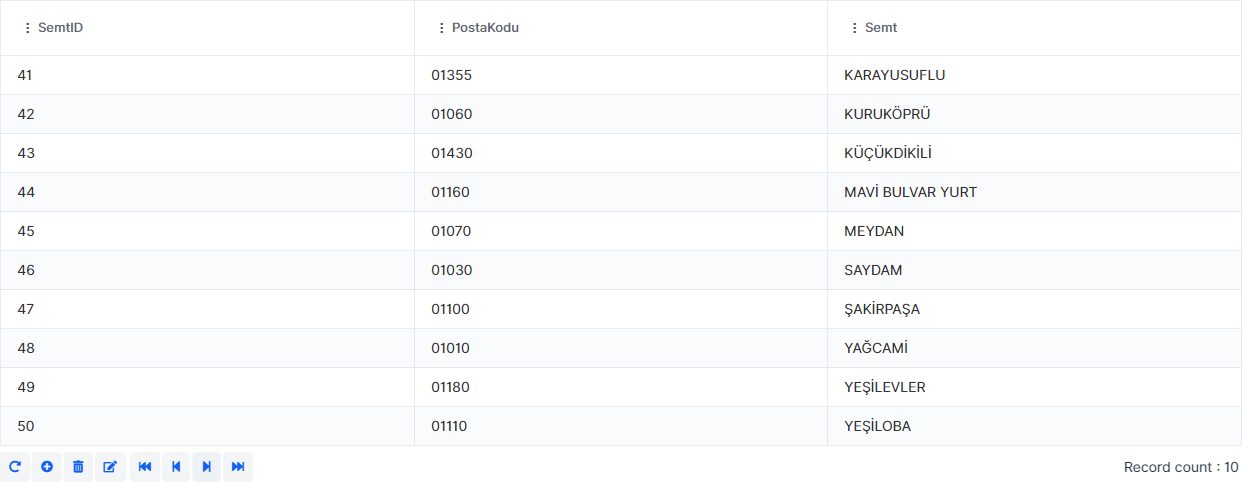 SemtID PostaKodu Semt
41 01355 KARAYUSUFLU
42 01060 KURUKÖPRÜ
43 01430 KÜÇÜKDİKİLİ
44 01160 MAVİ BULVAR YURT
45 01070 MEYDAN
46 01030 SAYDAM
47 01100 ŞAKİRPAŞA
48 01010 YAĞCAMİ
49 01180 YEŞİLEVLER
50 01110 YEŞİLOBA
Record count : 10